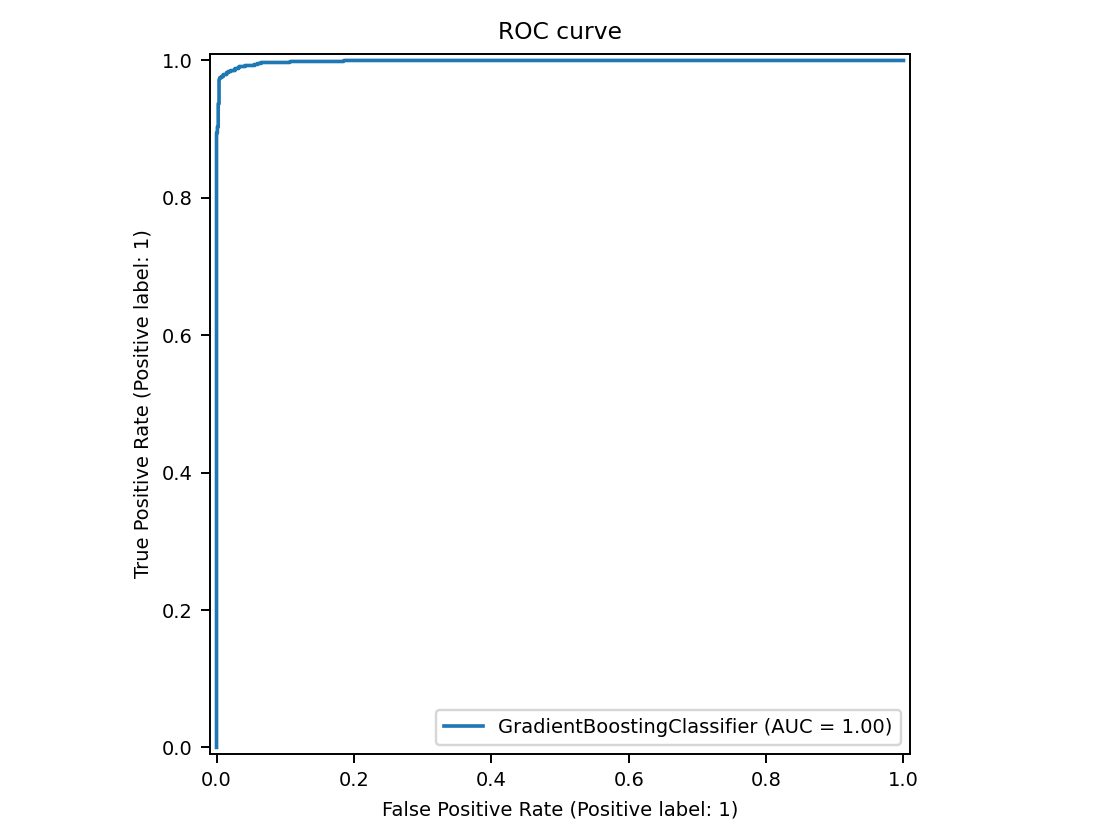 ROC curve
True Positive Rate (Positive label: 1)
1.0
0.8
0.6
0.4
0.2
0.0
GradientBoostingClassifier (AUC = 1.00)
0.0 0.2 0.4 0.6 0.8 1.0
False Positive Rate (Positive label: 1)